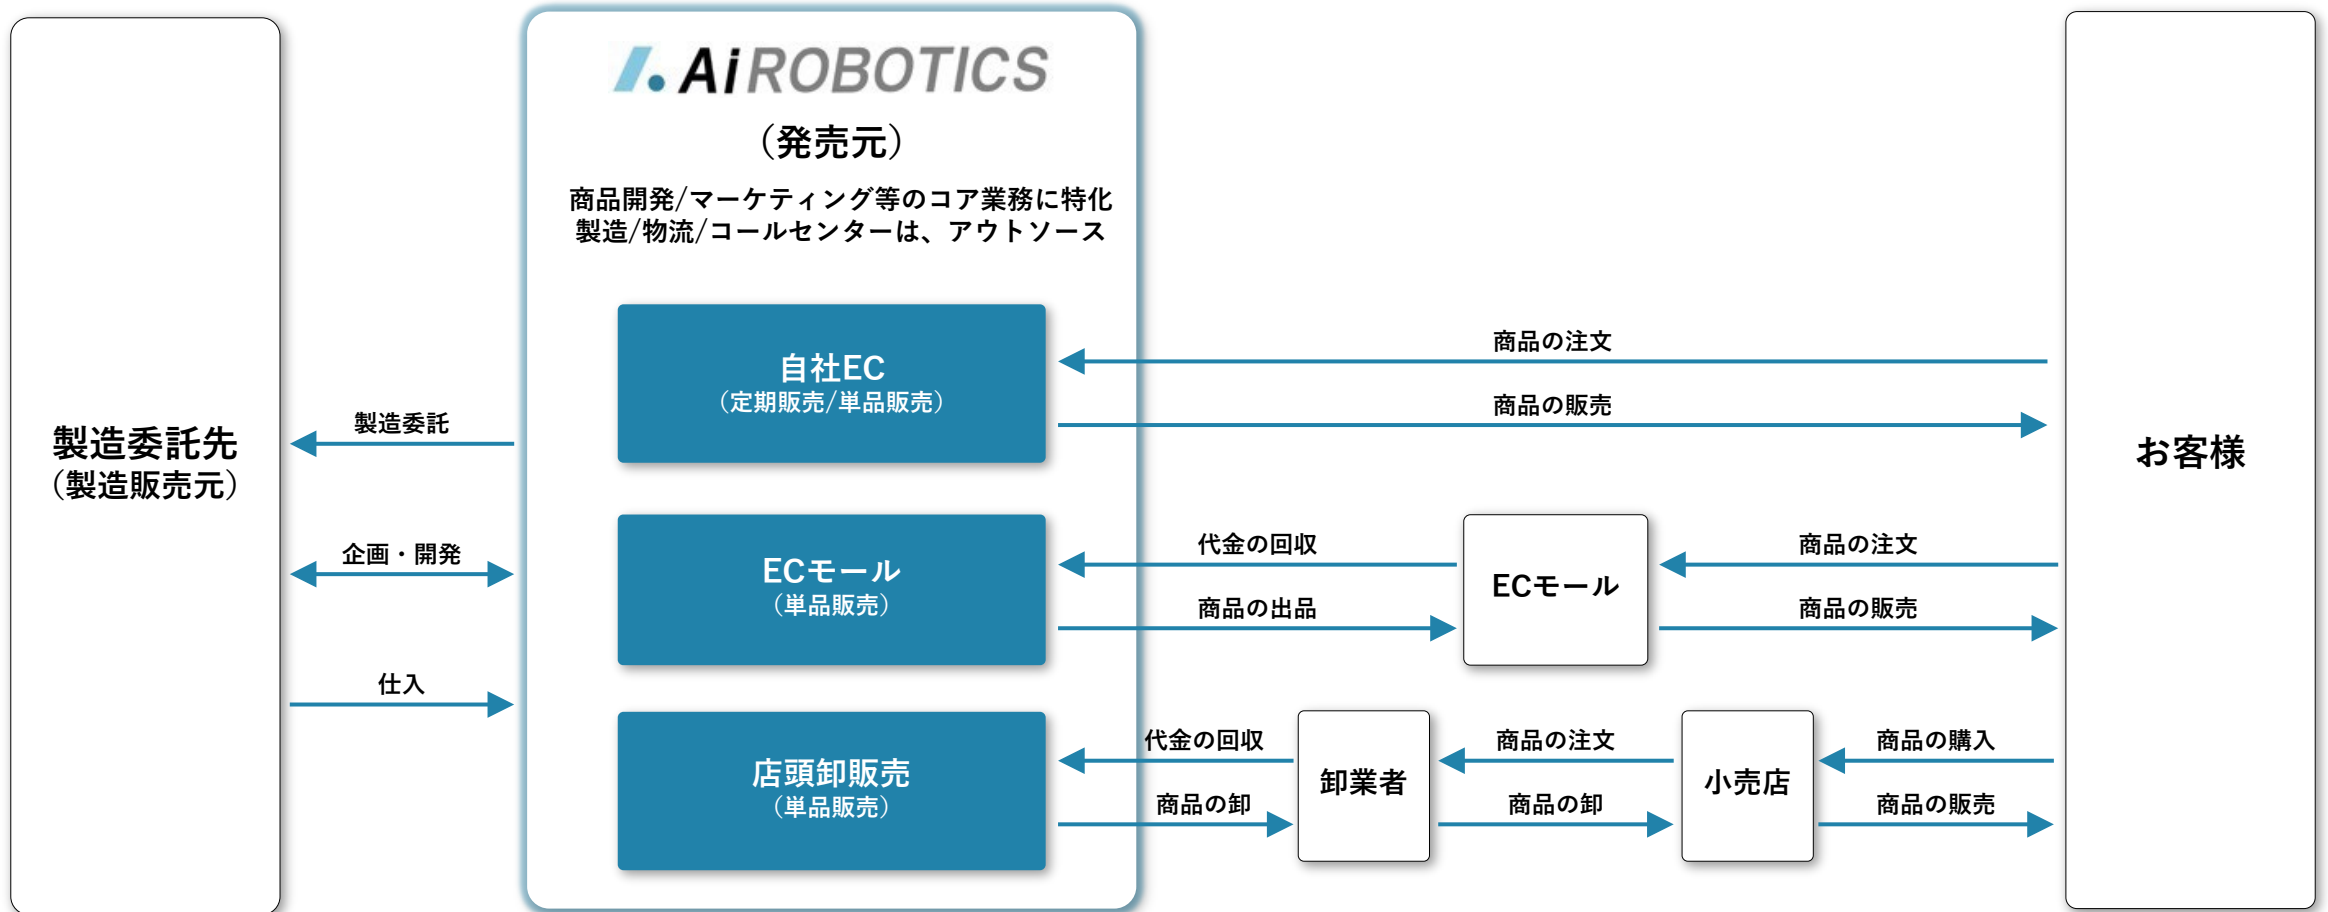 製造委託先
（製造販売元）
製造委託
企画・開発
仕入
AiROBOTICS
（発売元）
商品開発/マーケティング等のコア業務に特化
製造/物流/コールセンターは、アウトソース
自社EC
（定期販売/単品販売）
商品の注文
商品の販売
ECモール
（単品販売）
代金の回収
商品の出品
ECモール
商品の注文
商品の販売
店頭卸販売
（単品販売）
代金の回収
商品の卸
卸業者
商品の注文
商品の卸
小売店
商品の購入
商品の販売
お客様